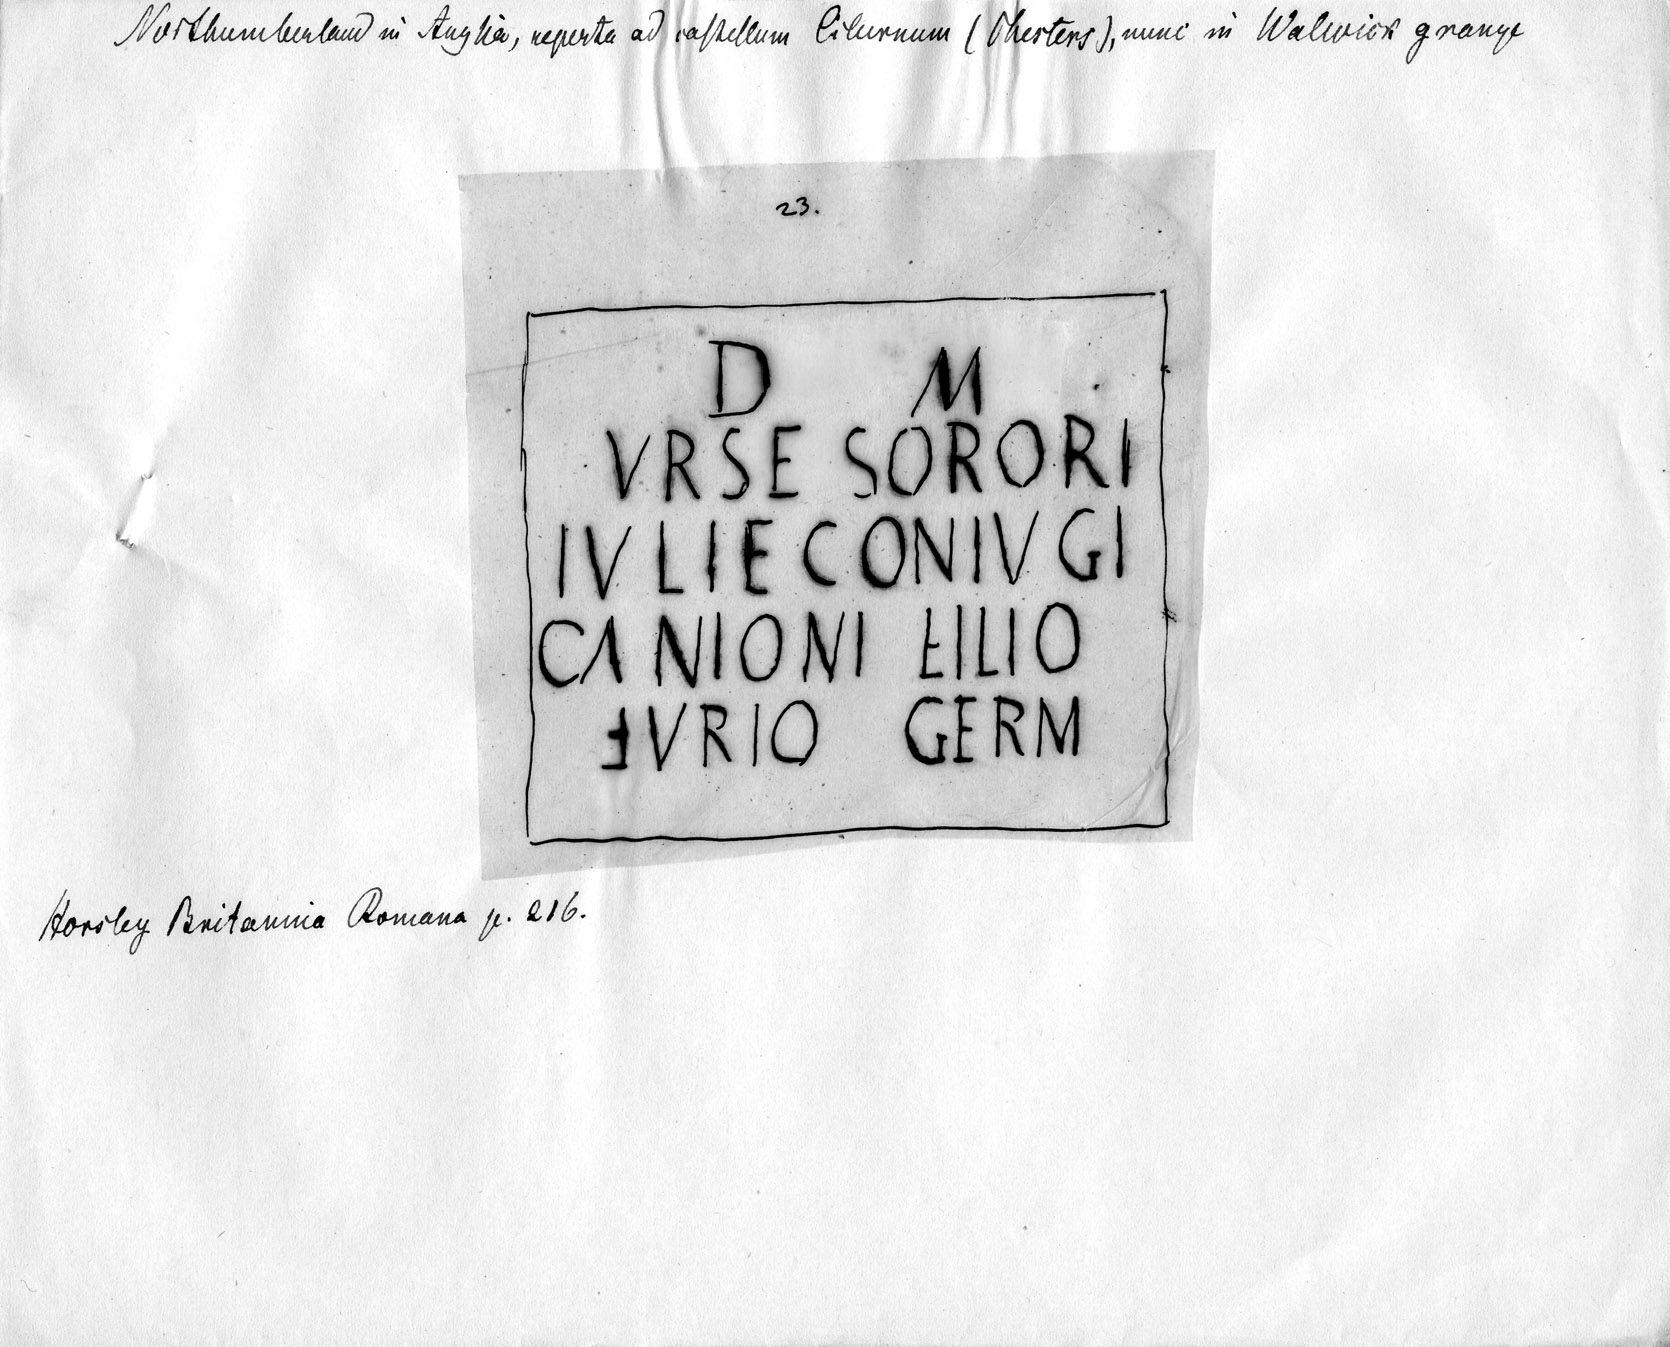 Northumberland in Anglia, reperta ad castellum Cilurnum (Chesters), nunc in Walwick grange
23.
D M
VRSE SORORI
IVLIE CONIVGI
CANIONI FILIO
FVRIO GERM
Horsley Britannia Romana p. 216.